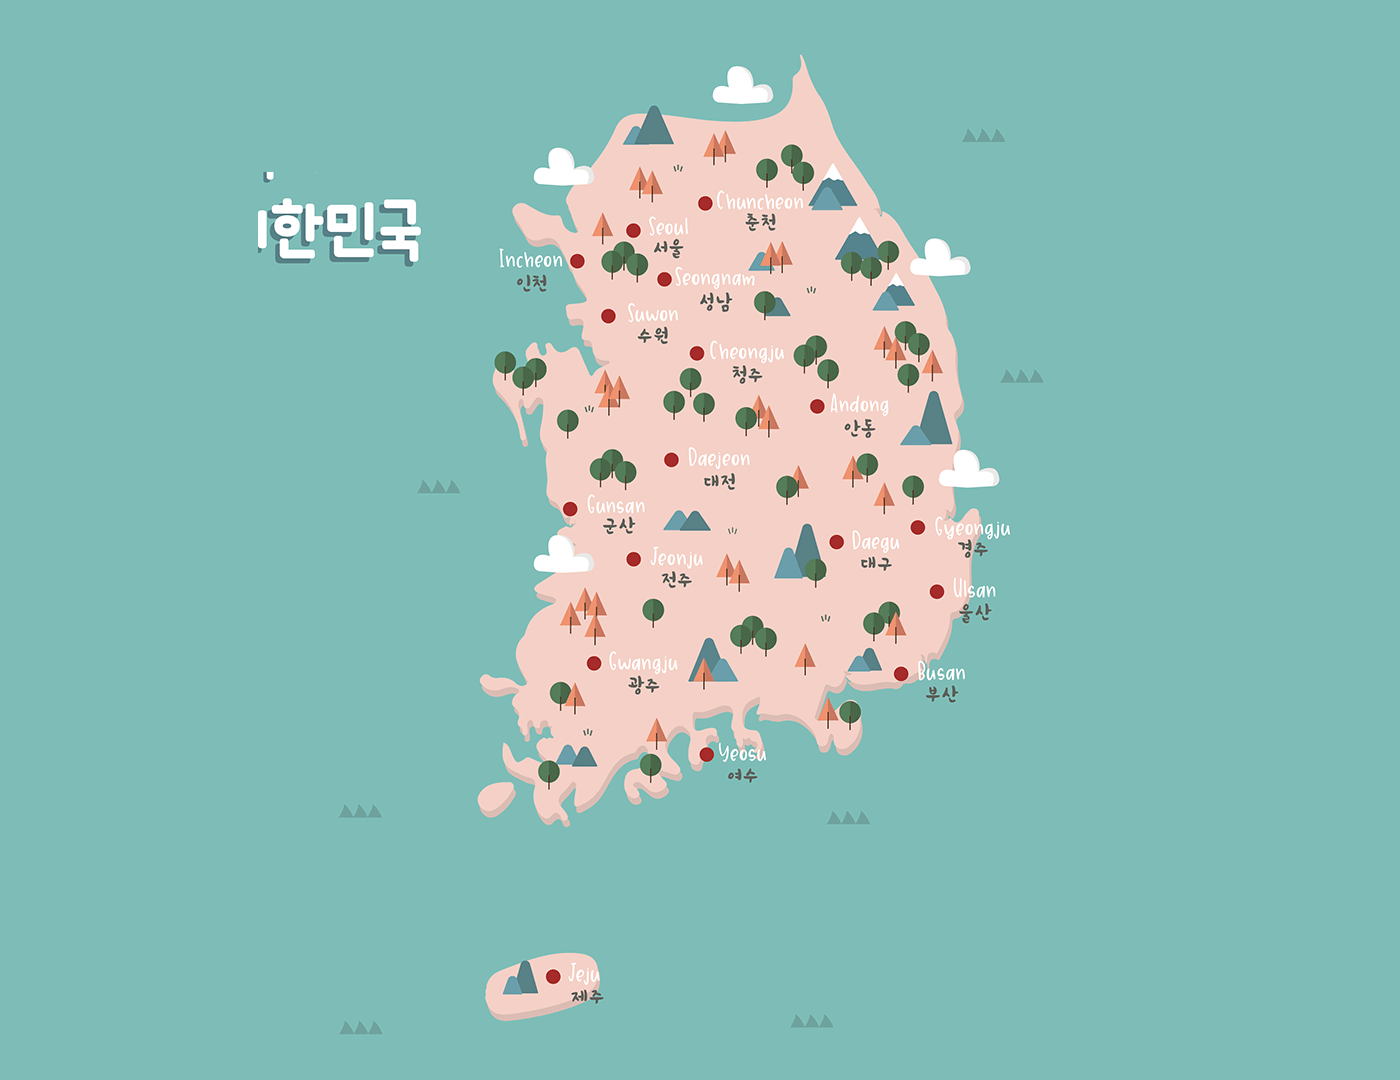 한민국
Chuncheon
춘천
Seoul
서울
Incheon
인천
Seongnam
성남
Suwon
수원
Cheongju
청주
Andong
안동
Daejeon
대전
Gunsan
군산
Gyeongju
경주
Daegu
대구
Jeonju
전주
Ulsan
울산
Gwangju
광주
Busan
부산
Yeosu
여수
Jeju
제주